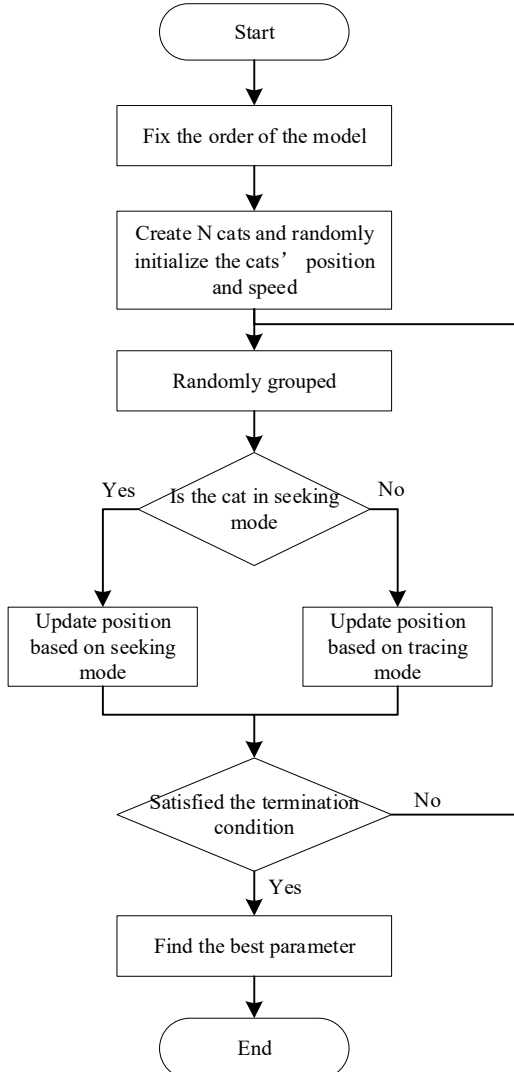 Start
Fix the order of the model
Create N cats and randomly
initialize the cats’ position
and speed
Randomly grouped
Yes
Is the cat in seeking
mode
No
Update position
based on seeking
mode
Update position
based on tracing
mode
Satisfied the termination
condition
No
Yes
Find the best parameter
End